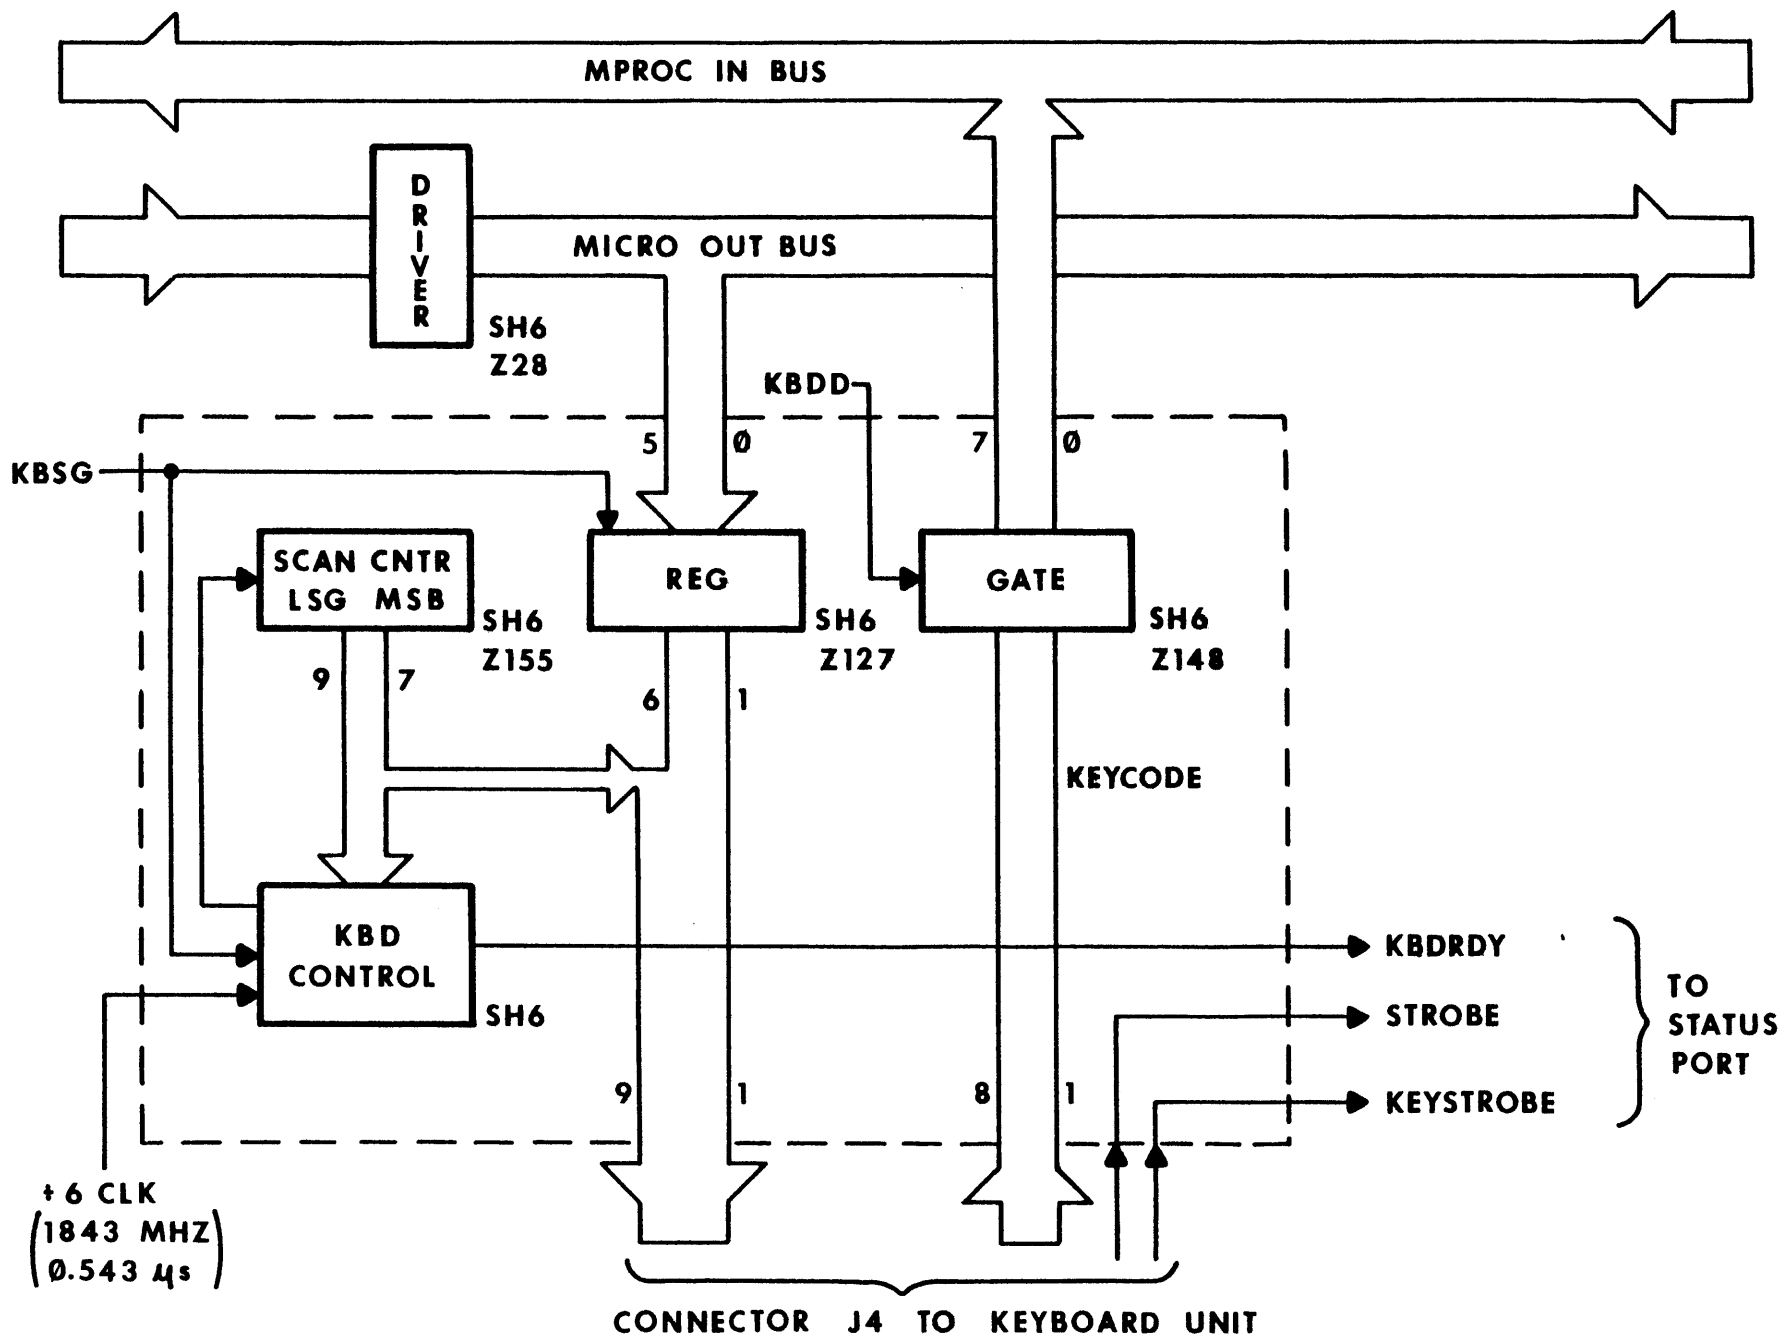 MPROC IN BUS
DRIVER
MICRO OUT BUS
SH6
Z28
KBDD
5 Ø
7 Ø
KBSG
SCAN CNTR
LSG MSB
SH6
Z155
REG
SH6
Z127
GATE
SH6
Z148
9 7
6 1
KEYCODE
KBD
CONTROL
SH6
KBDRDY
STROBE
KEYSTROBE
TO
STATUS
PORT
9 1
8 1
÷6 CLK
(1843 MHZ
Ø.543 µs)
CONNECTOR J4 TO KEYBOARD UNIT